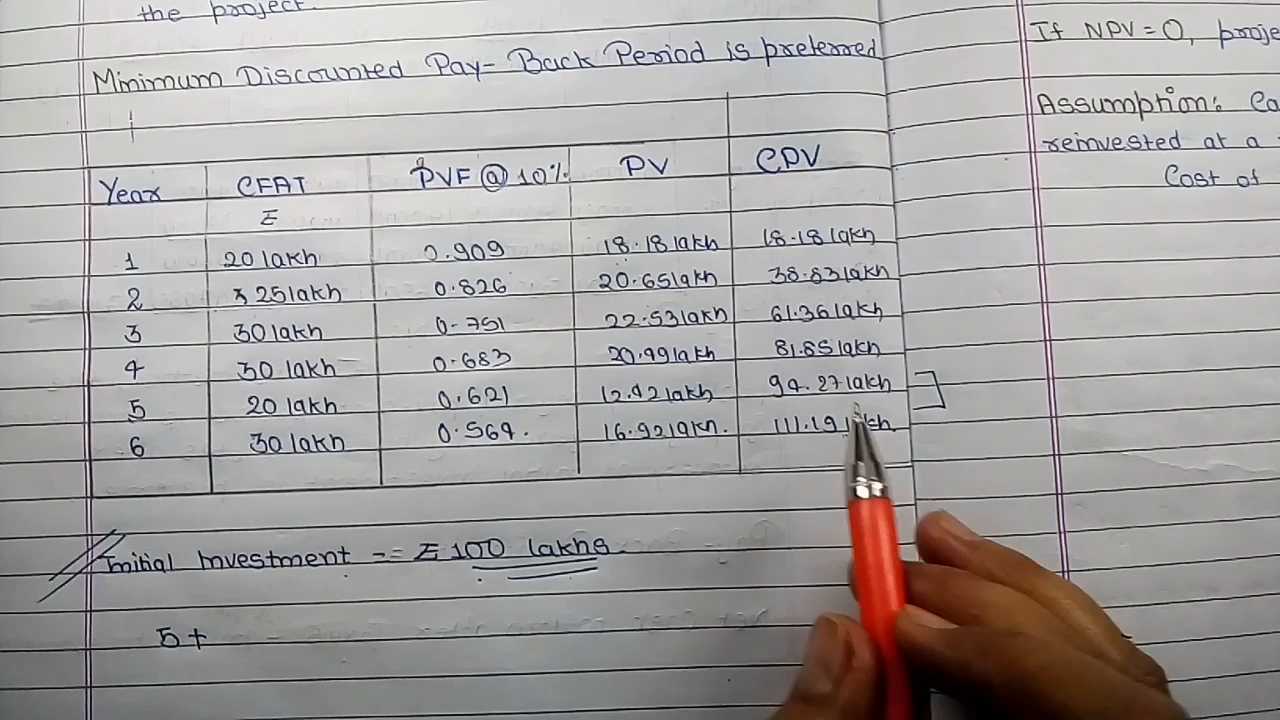 the project.
Minimum Discounted Pay-Back Period is preferred
Year CFAT PVF @ 10% PV CPV
₹
1 20 lakh 0.909 18.18 lakh 18.18 lakh
2 25 lakh 0.826 20.65 lakh 38.83 lakh
3 30 lakh 0.751 22.53 lakh 61.36 lakh
4 30 lakh 0.683 20.49 lakh 81.85 lakh
5 20 lakh 0.621 12.42 lakh 94.27 lakh
6 30 lakh 0.564. 16.92 lakh. 111.19 lakh.
Initial Investment == ₹ 100 lakhs.
5+
If NPV = 0,
Assumption:
reinvested at a
Cost of